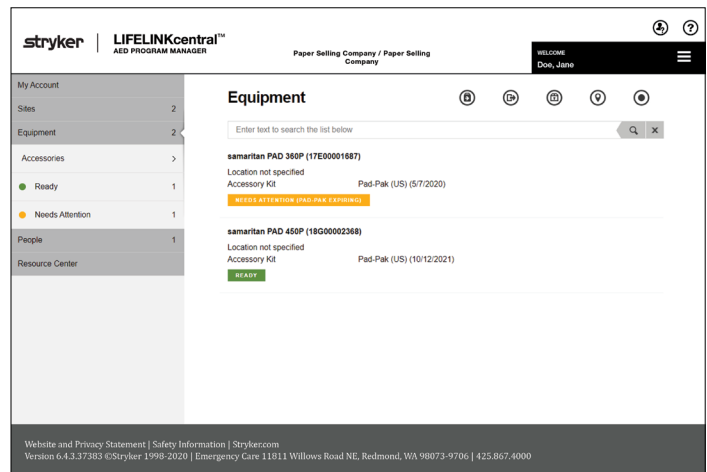 stryker
LIFELINKcentral™
AED PROGRAM MANAGER
Paper Selling Company / Paper Selling
Company
WELCOME
Doe, Jane
?
My Account
Sites 2
Equipment 2
Accessories >
Ready 1
Needs Attention 1
People 1
Resource Center
Equipment
Enter text to search the list below
samaritan PAD 360P (17E00001687)
Location not specified
Accessory Kit Pad-Pak (US) (5/7/2020)
NEEDS ATTENTION (PAD-PAK EXPIRING)
samaritan PAD 450P (18G00002368)
Location not specified
Accessory Kit Pad-Pak (US) (10/12/2021)
READY
Website and Privacy Statement | Safety Information | Stryker.com
Version 6.4.3.37383 ©Stryker 1998-2020 | Emergency Care 11811 Willows Road NE, Redmond, WA 98073-9706 | 425.867.4000